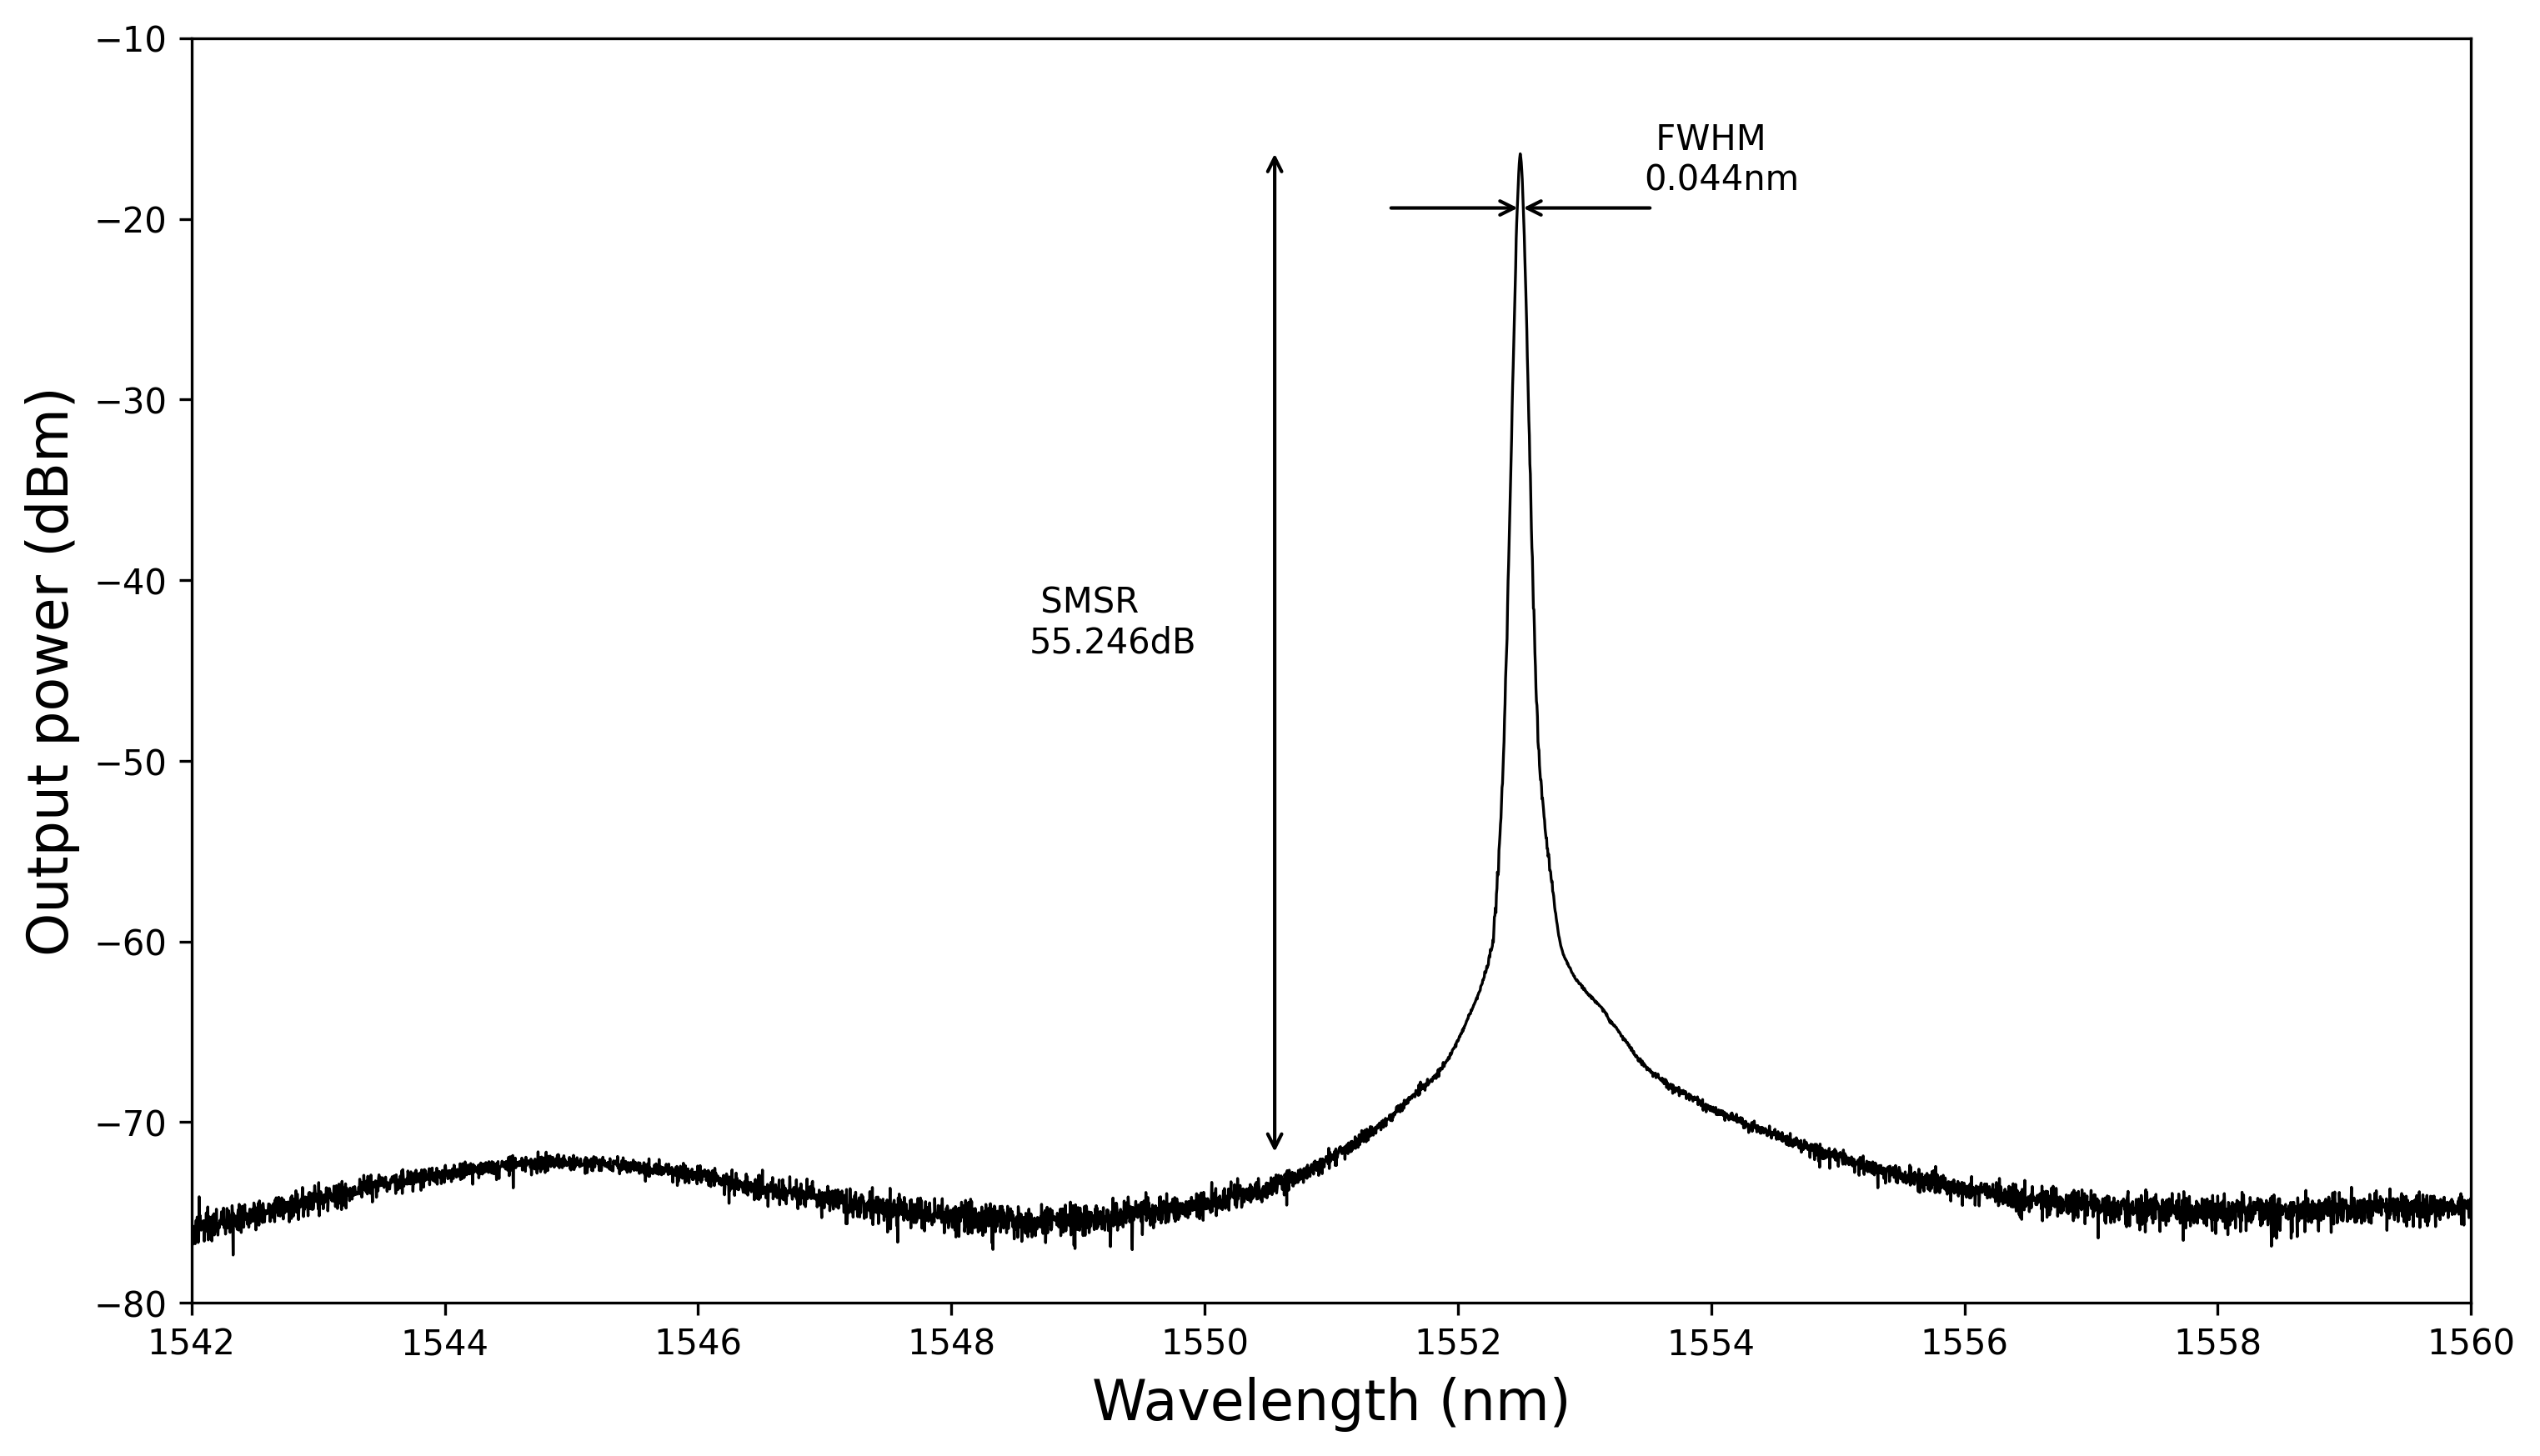 −10
−20
−30
−40
−50
−60
−70
−80
Output power (dBm)
FWHM
0.044nm
SMSR
55.246dB
1542 1544 1546 1548 1550 1552 1554 1556 1558 1560
Wavelength (nm)